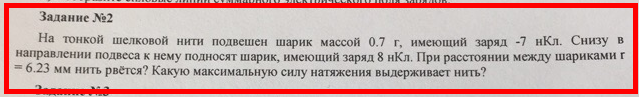 Задание №2
На тонкой шелковой нити подвешен шарик массой 0.7 г, имеющий заряд -7 нКл. Снизу в
направлении подвеса к нему подносят шарик, имеющий заряд 8 нКл. При расстоянии между шариками r
= 6.23 мм нить рвётся? Какую максимальную силу натяжения выдерживает нить?